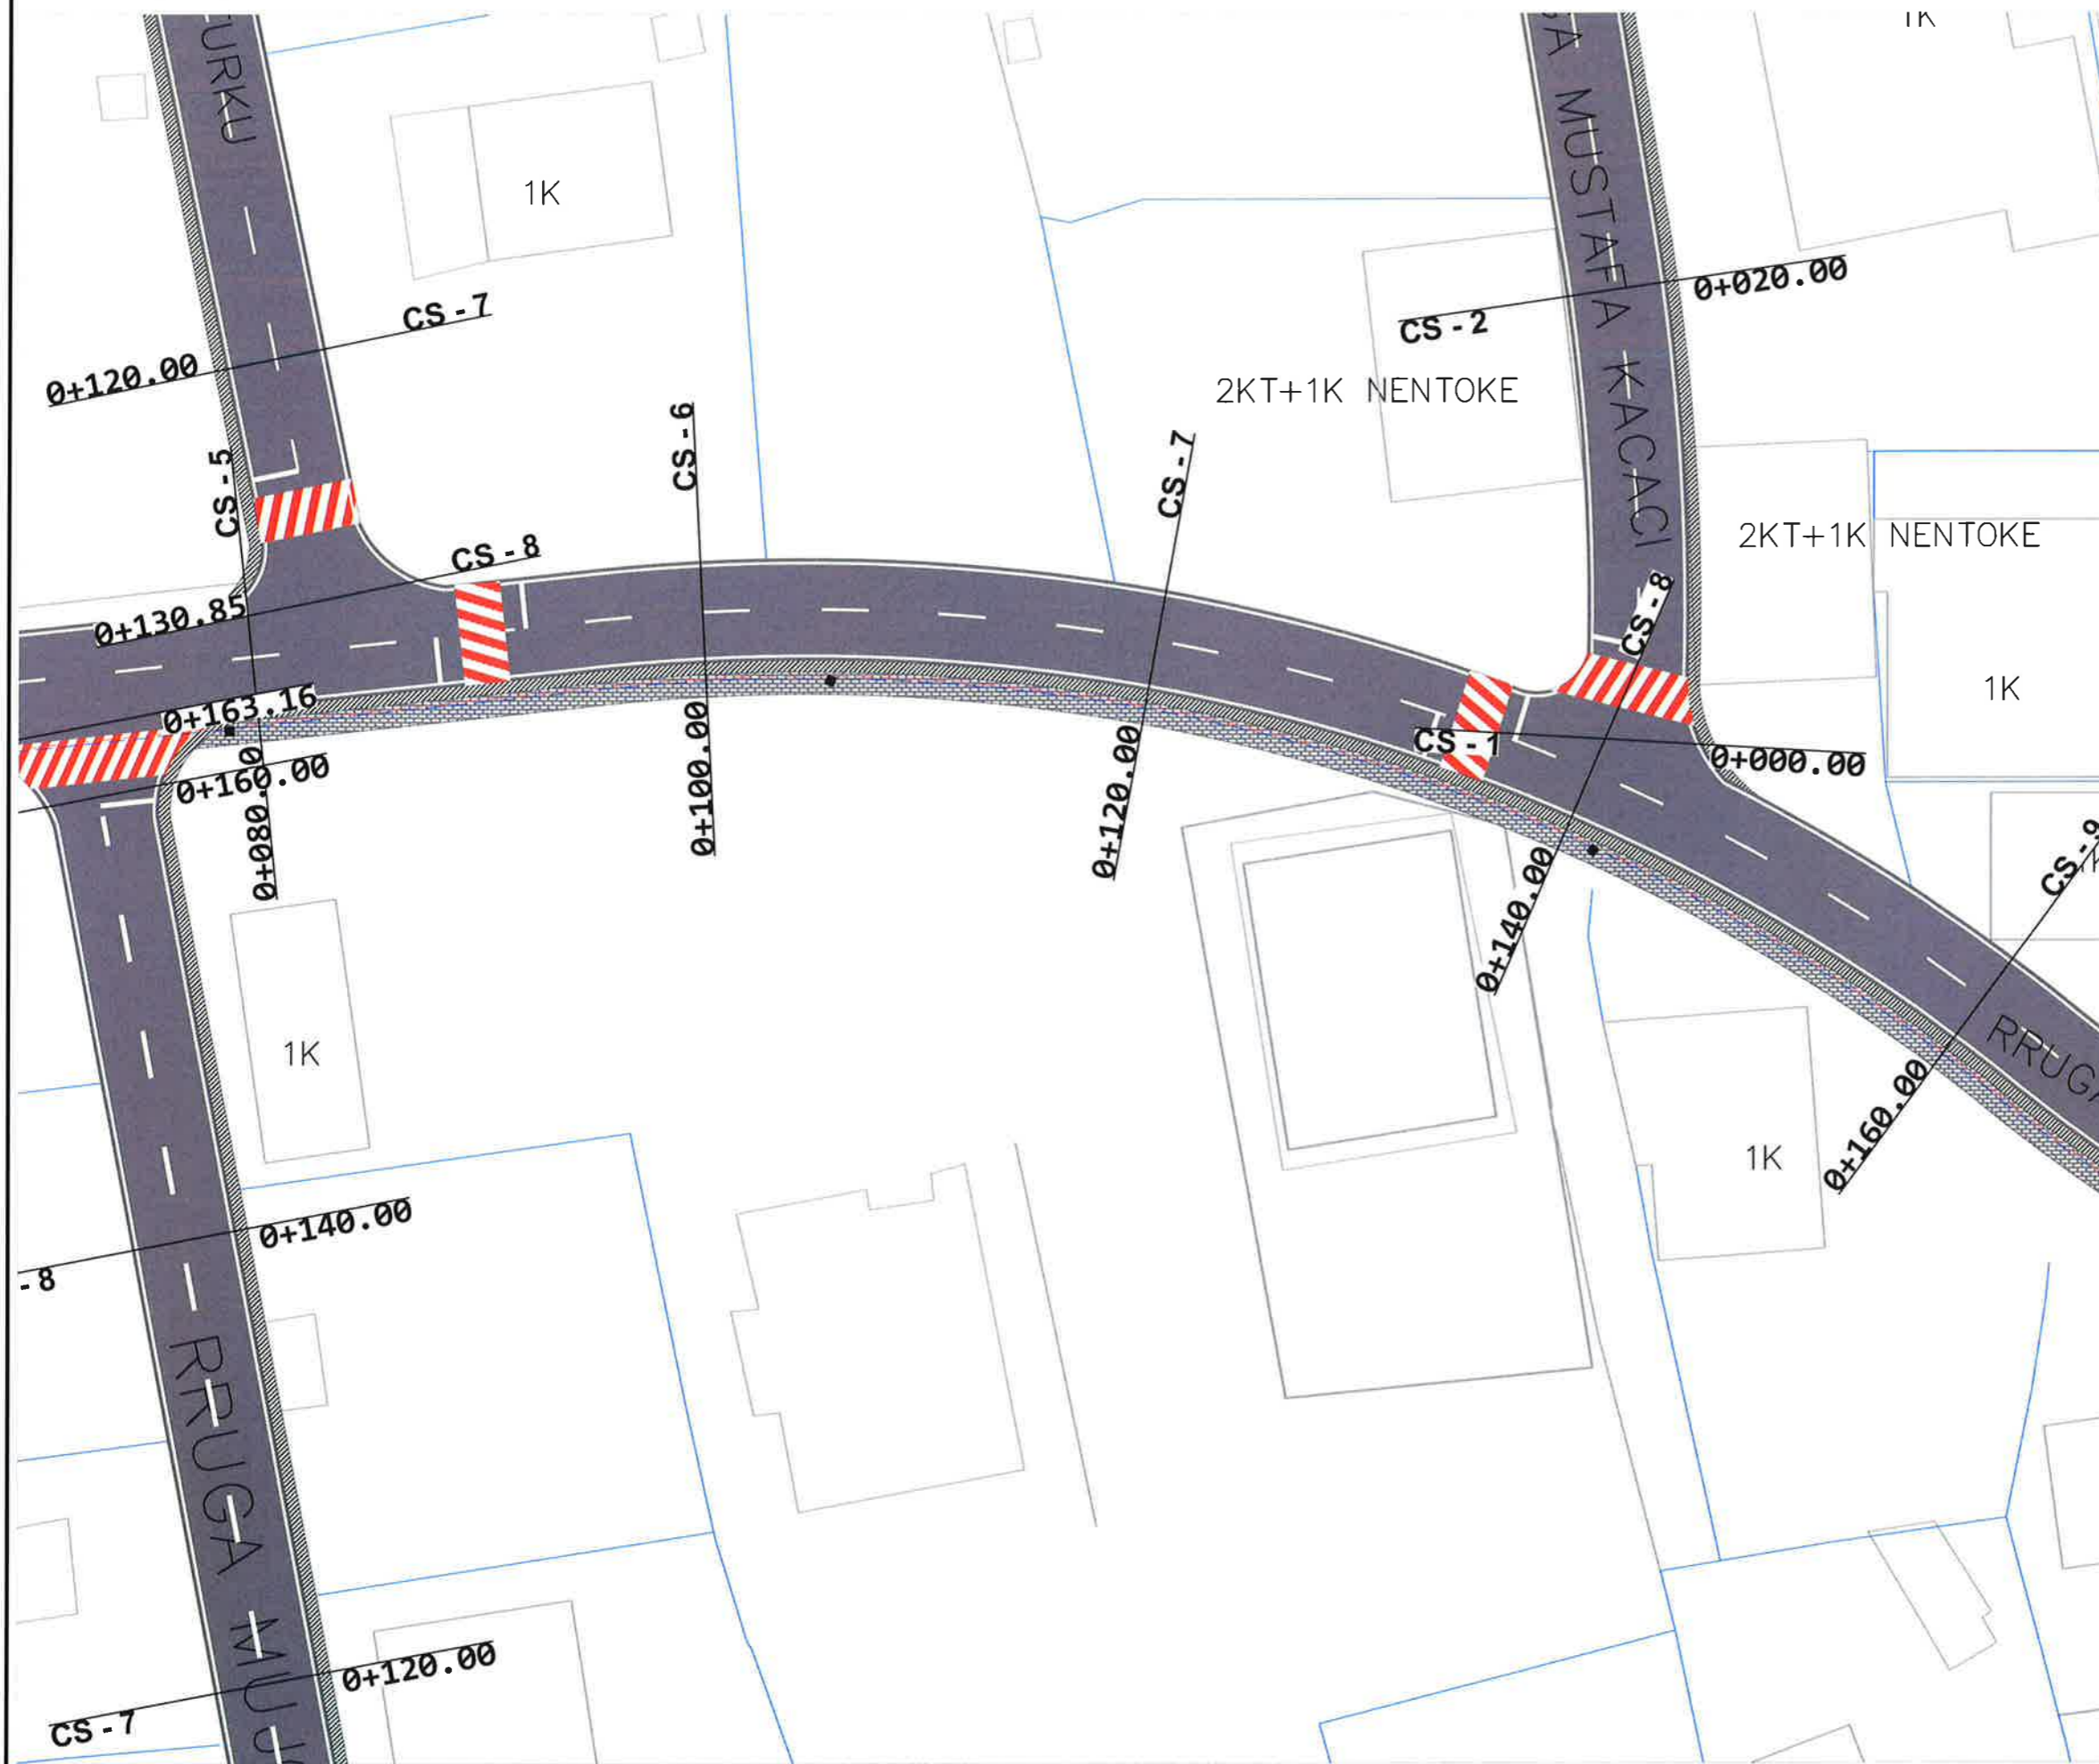 1K
URKU
MUSTAFA KACACI
1K
0+020.00
CS - 2
CS - 7
0+120.00
2KT+1K NENTOKE
CS - 6
CS - 7
CS - 5
2KT+1K NENTOKE
CS - 8
CS - 8
0+130.85
1K
0+163.16
CS - 1
0+000.00
0+160.00
0+080.00
0+100.00
0+120.00
0+140.00
CS - 9
1K
RRUGA
0+160.00
1K
0+140.00
- 8
RRUGA
0+120.00
CS - 7